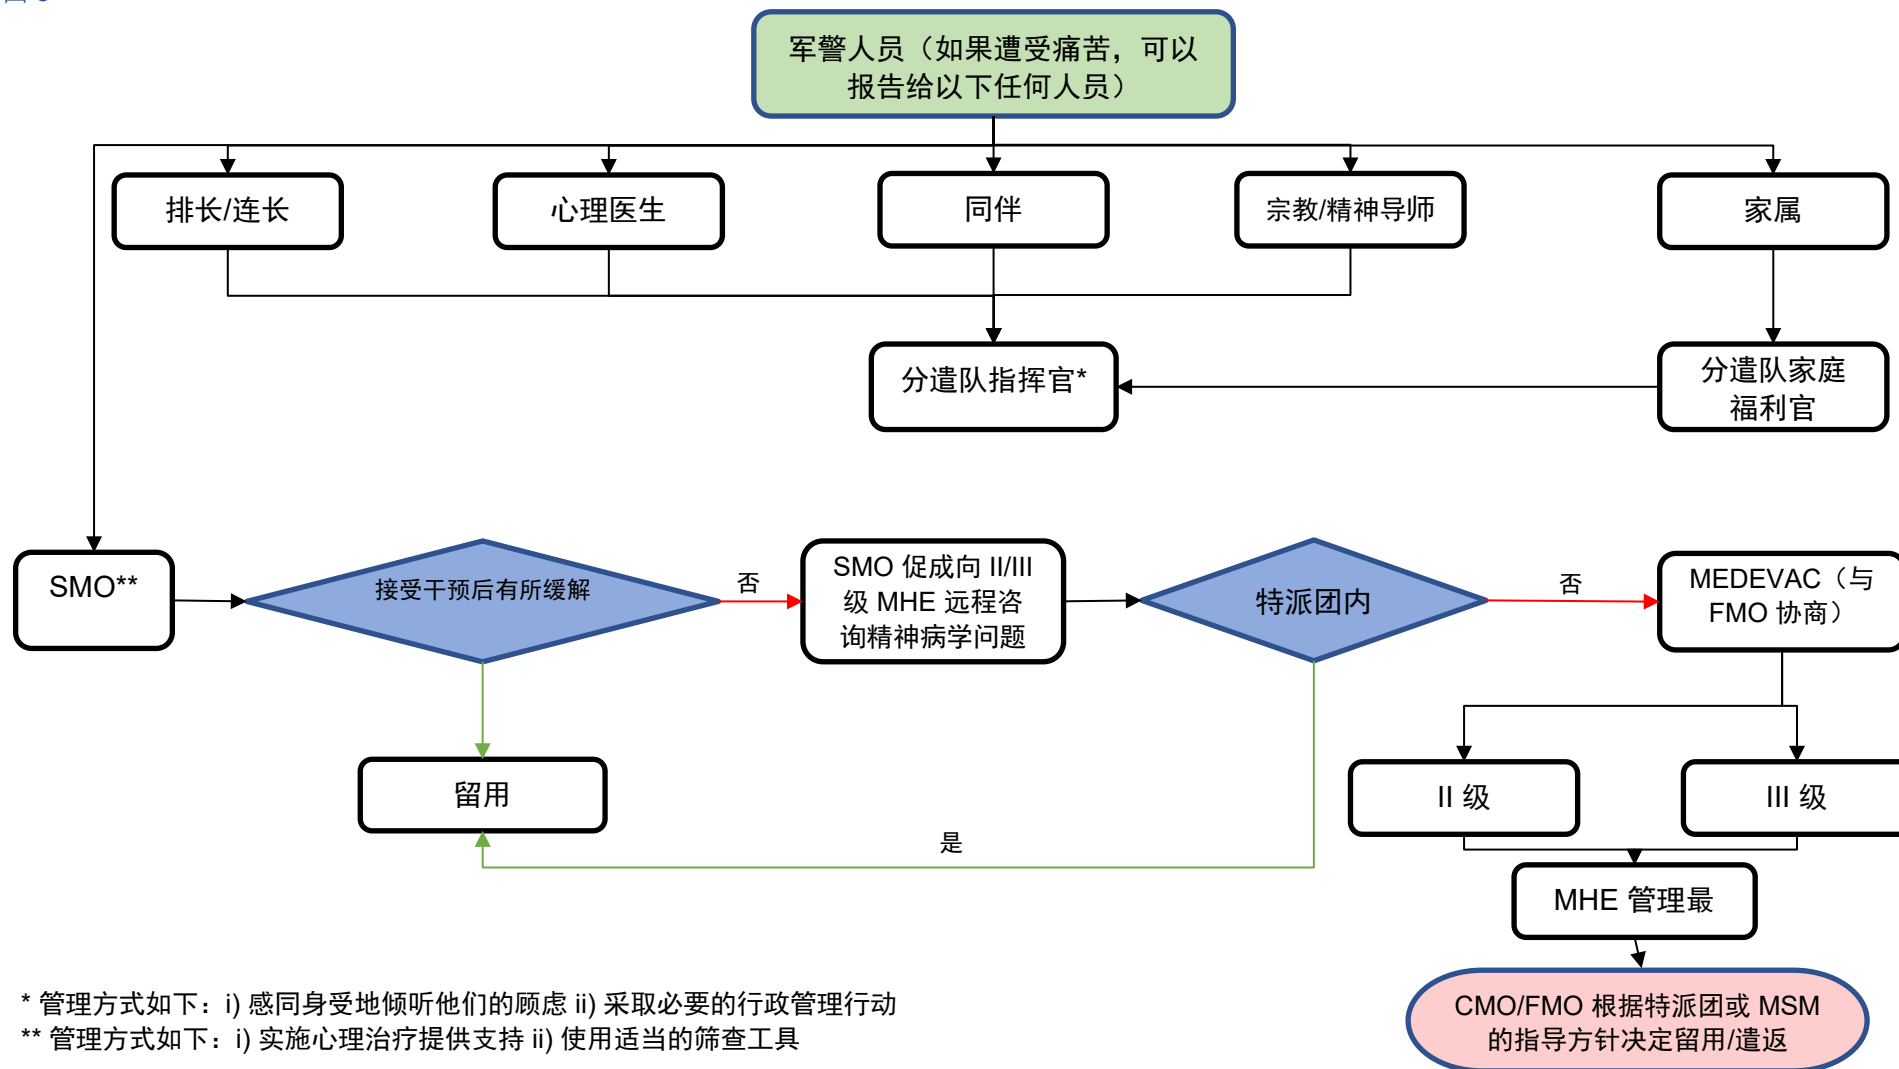 军警人员（如果遭受痛苦，可以
报告给以下任何人员）
排长/连长
心理医生
同伴
宗教/精神导师
家属
分遣队指挥官*
分遣队家庭
福利官
SMO**
接受干预后有所缓解
否
SMO 促成向 II/III
级 MHE 远程咨
询精神病学问题
特派团内
否
MEDEVAC（与
FMO 协商）
留用
是
II 级
III 级
MHE 管理最
CMO/FMO 根据特派团或 MSM
的指导方针决定留用/遣返
* 管理方式如下：i) 感同身受地倾听他们的顾虑 ii) 采取必要的行政管理行动
** 管理方式如下：i) 实施心理治疗提供支持 ii) 使用适当的筛查工具